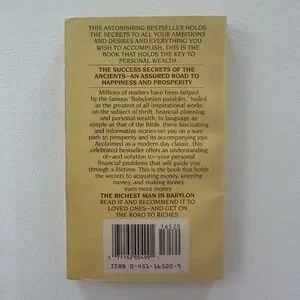 THIS ASTONISHING BESTSELLER HOLDS
THE SECRETS TO ALL YOUR AMBITIONS
AND DESIRES AND EVERYTHING YOU
WISH TO ACCOMPLISH. THIS IS THE
BOOK THAT HOLDS THE KEY TO
PERSONAL WEALTH.
THE SUCCESS SECRETS OF THE
ANCIENTS—AN ASSURED ROAD TO
HAPPINESS AND PROSPERITY
Millions of readers have been helped
by the famous "Babylonian parables," hailed
as the greatest of all inspirational works
on the subject of thrift, financial planning,
and personal wealth. In language as
simple as that of the Bible, these fascinating
and informative stories set you on a sure
path to prosperity and its accompanying joys.
Acclaimed as a modern day classic, this
celebrated bestseller offers an understanding
of—and solution to—your personal
financial problems that will guide you
through a lifetime. This is the book that holds
the secrets to acquiring money, keeping
money, and making money
earn more money.
THE RICHEST MAN IN BABYLON
READ IT AND RECOMMEND IT TO
LOVED ONES—AND GET ON
THE ROAD TO RICHES.
16520
71162 00499
ISBN 0-451-16520-9